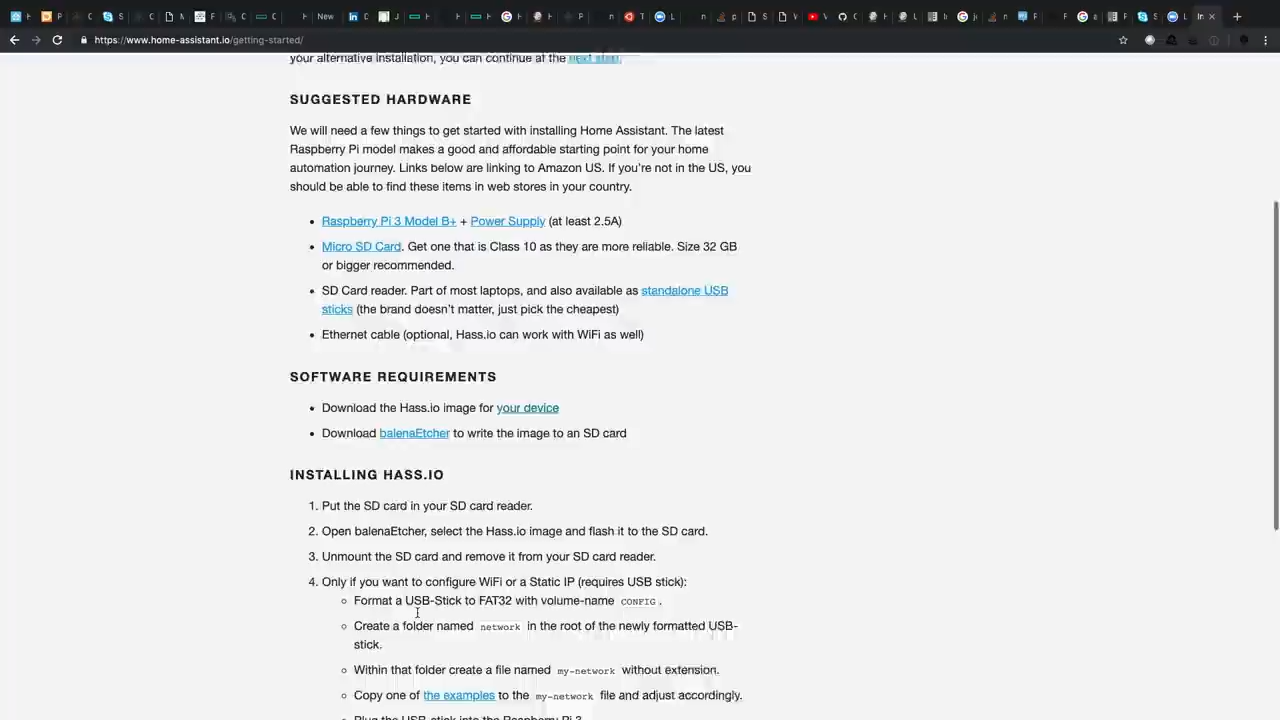 New
https://www.home-assistant.io/getting-started/
your alternative installation, you can continue at the next step.
SUGGESTED HARDWARE
We will need a few things to get started with installing Home Assistant. The latest
Raspberry Pi model makes a good and affordable starting point for your home
automation journey. Links below are linking to Amazon US. If you're not in the US, you
should be able to find these items in web stores in your country.
• Raspberry Pi 3 Model B+ + Power Supply (at least 2.5A)
• Micro SD Card. Get one that is Class 10 as they are more reliable. Size 32 GB
or bigger recommended.
• SD Card reader. Part of most laptops, and also available as standalone USB
sticks (the brand doesn't matter, just pick the cheapest)
• Ethernet cable (optional, Hass.io can work with WiFi as well)
SOFTWARE REQUIREMENTS
• Download the Hass.io image for your device
• Download balenaEtcher to write the image to an SD card
INSTALLING HASS.IO
1. Put the SD card in your SD card reader.
2. Open balenaEtcher, select the Hass.io image and flash it to the SD card.
3. Unmount the SD card and remove it from your SD card reader.
4. Only if you want to configure WiFi or a Static IP (requires USB stick):
Format a USB-Stick to FAT32 with volume-name CONFIG.
Create a folder named network in the root of the newly formatted USB-
stick.
Within that folder create a file named my-network without extension.
Copy one of the examples to the my-network file and adjust accordingly.
Plug the USB-stick into the Raspberry Pi 3.